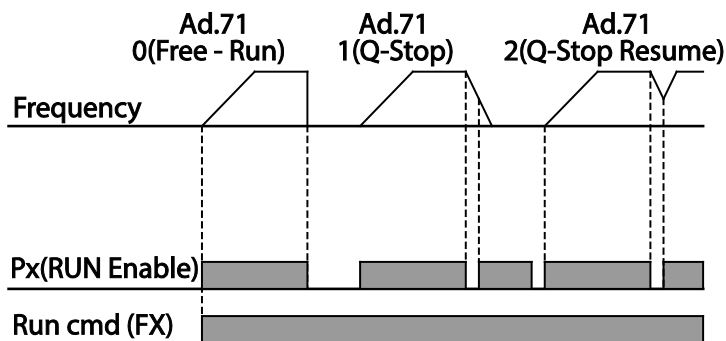 Ad.71
0(Free - Run)
Ad.71
1(Q-Stop)
Ad.71
2(Q-Stop Resume)
Frequency
Px(RUN Enable)
Run cmd (FX)